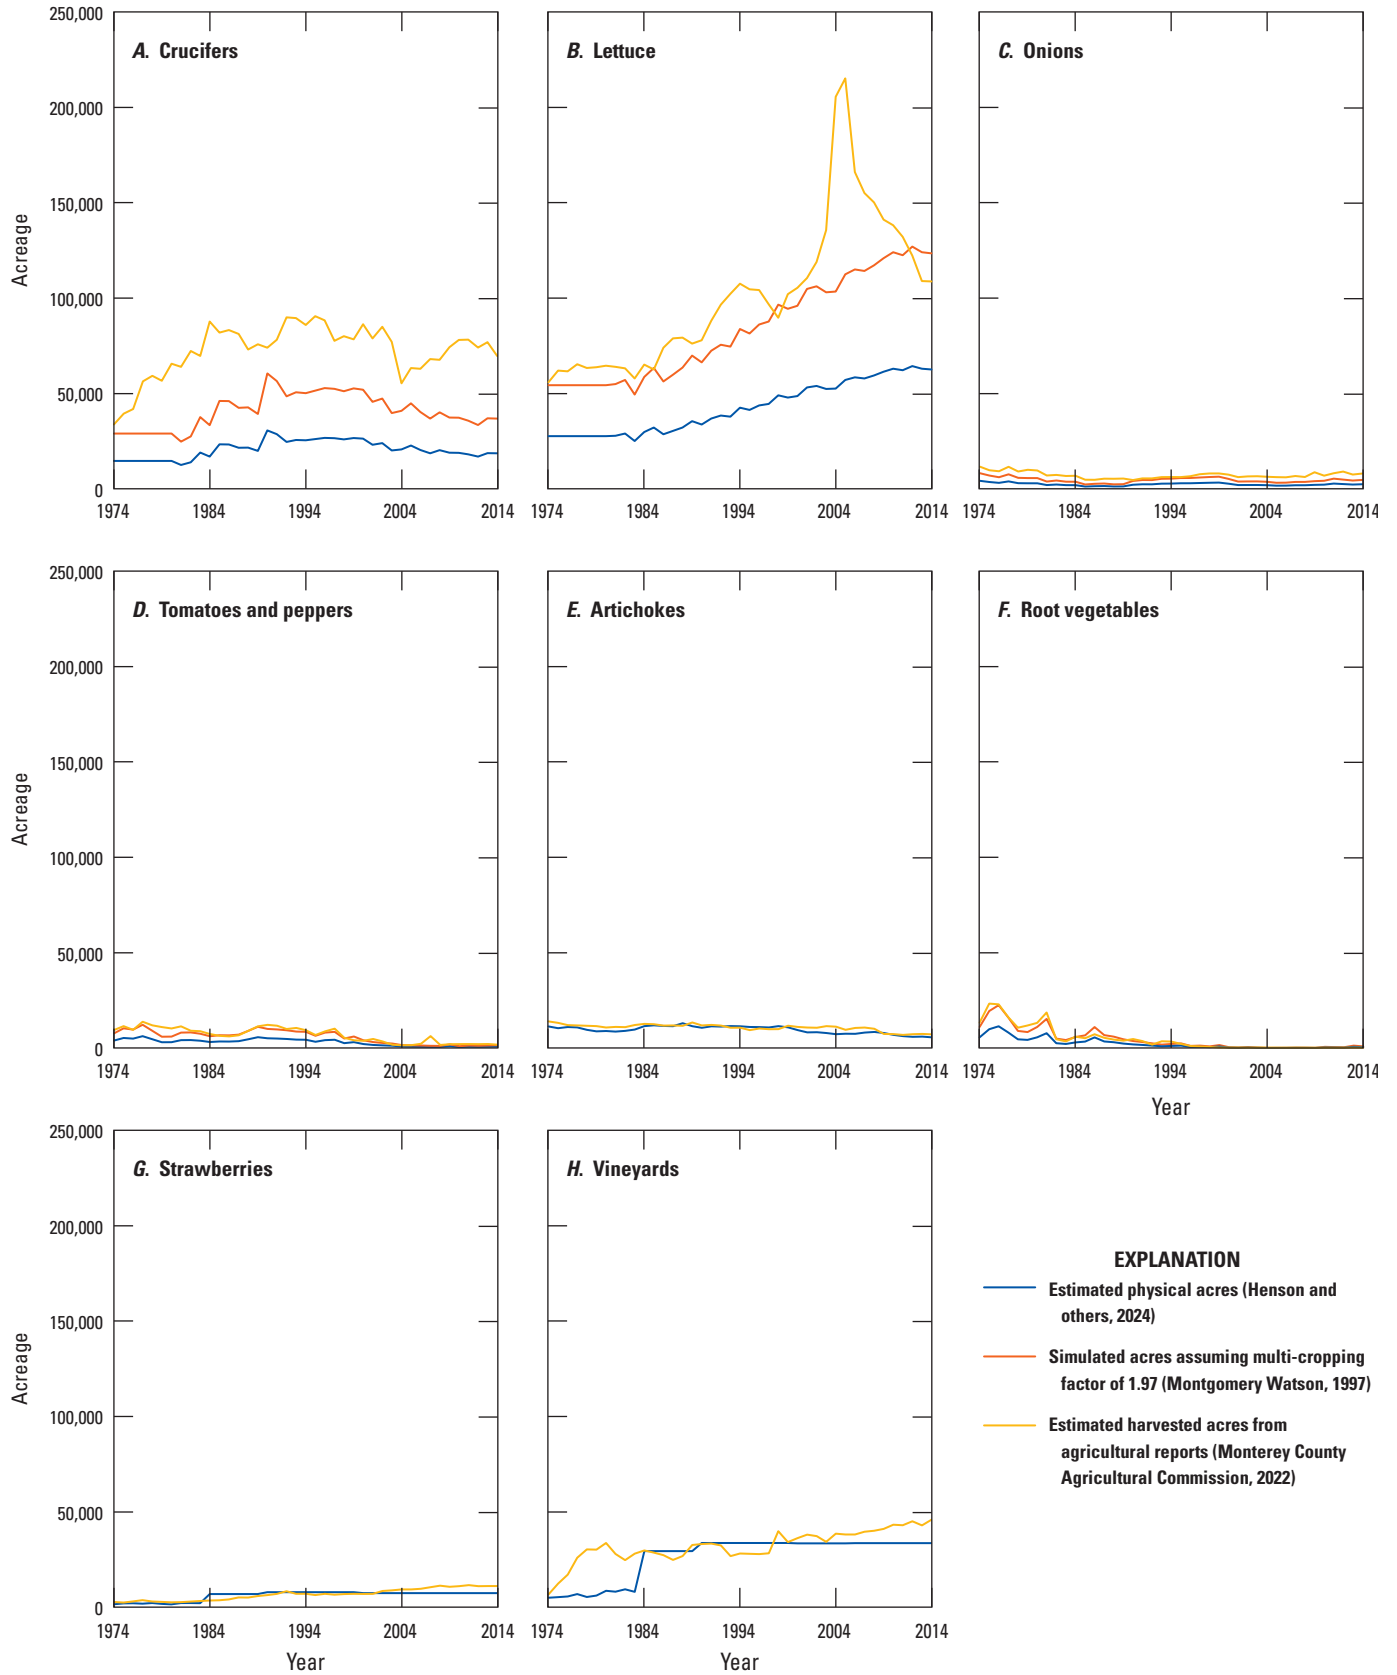 250,000
200,000
150,000
100,000
50,000
0
Acreage
A. Crucifers
B. Lettuce
C. Onions
1974 1984 1994 2004 2014
1974 1984 1994 2004 2014
1974 1984 1994 2004 2014
250,000
200,000
150,000
100,000
50,000
0
Acreage
D. Tomatoes and peppers
E. Artichokes
F. Root vegetables
1974 1984 1994 2004 2014
1974 1984 1994 2004 2014
1974 1984 1994 2004 2014
Year
250,000
200,000
150,000
100,000
50,000
0
Acreage
G. Strawberries
H. Vineyards
1974 1984 1994 2004 2014
1974 1984 1994 2004 2014
Year
Year
EXPLANATION
Estimated physical acres (Henson and
others, 2024)
Simulated acres assuming multi-cropping
factor of 1.97 (Montgomery Watson, 1997)
Estimated harvested acres from
agricultural reports (Monterey County
Agricultural Commission, 2022)